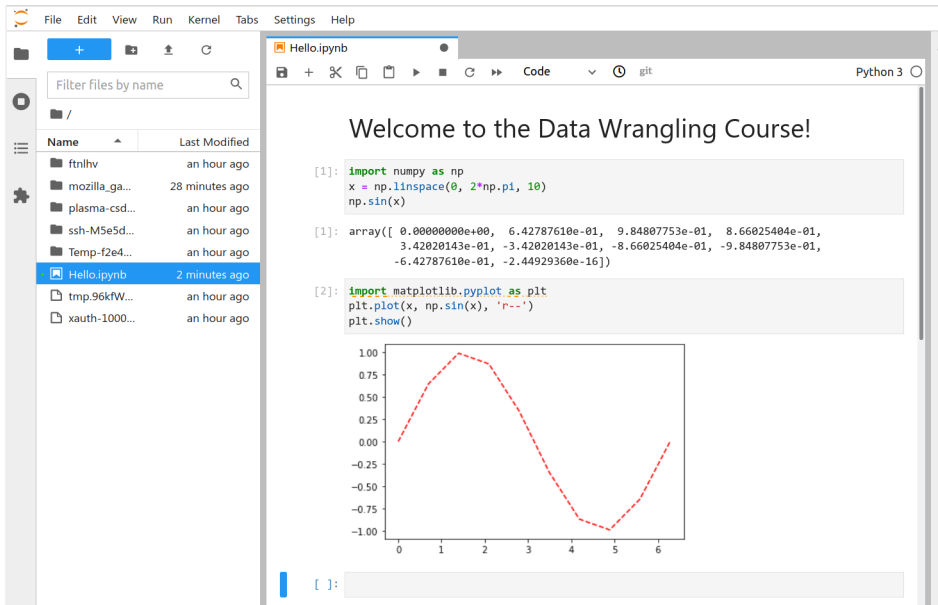 File Edit View Run Kernel Tabs Settings Help
+
Filter files by name
/
Name Last Modified
ftnlhv an hour ago
mozilla_ga... 28 minutes ago
plasma-csd... an hour ago
ssh-M5e5d... an hour ago
Temp-f2e4... an hour ago
Hello.ipynb 2 minutes ago
tmp.96kfW... an hour ago
xauth-1000... an hour ago
Hello.ipynb
Code git Python 3
Welcome to the Data Wrangling Course!
[1]: import numpy as np
x = np.linspace(0, 2*np.pi, 10)
np.sin(x)
[1]: array([ 0.00000000e+00, 6.42787610e-01, 9.84807753e-01, 8.66025404e-01,
3.42020143e-01, -3.42020143e-01, -8.66025404e-01, -9.84807753e-01,
-6.42787610e-01, -2.44929360e-16])
[2]: import matplotlib.pyplot as plt
plt.plot(x, np.sin(x), 'r--')
plt.show()
1.00
0.75
0.50
0.25
0.00
−0.25
−0.50
−0.75
−1.00
0 1 2 3 4 5 6
[ ]: